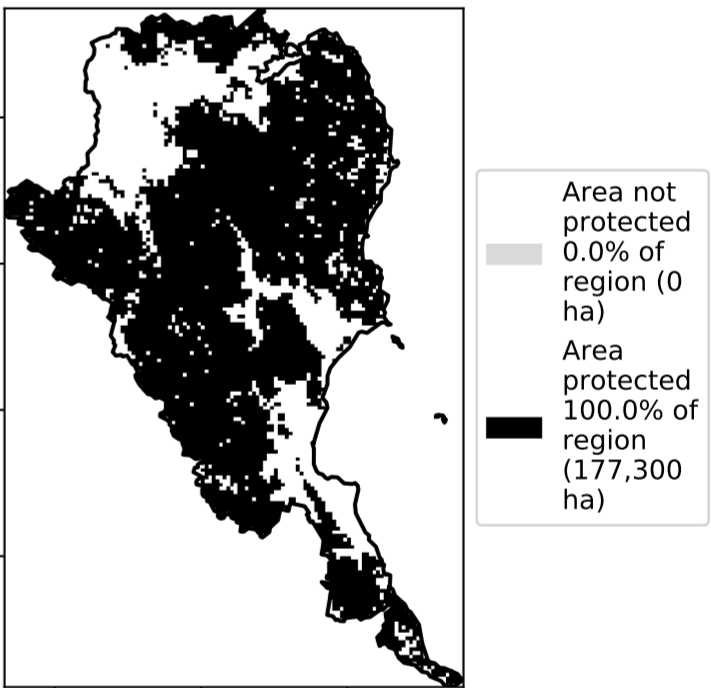 Area not
protected
0.0% of
region (0
ha)
Area
protected
100.0% of
region
(177,300
ha)